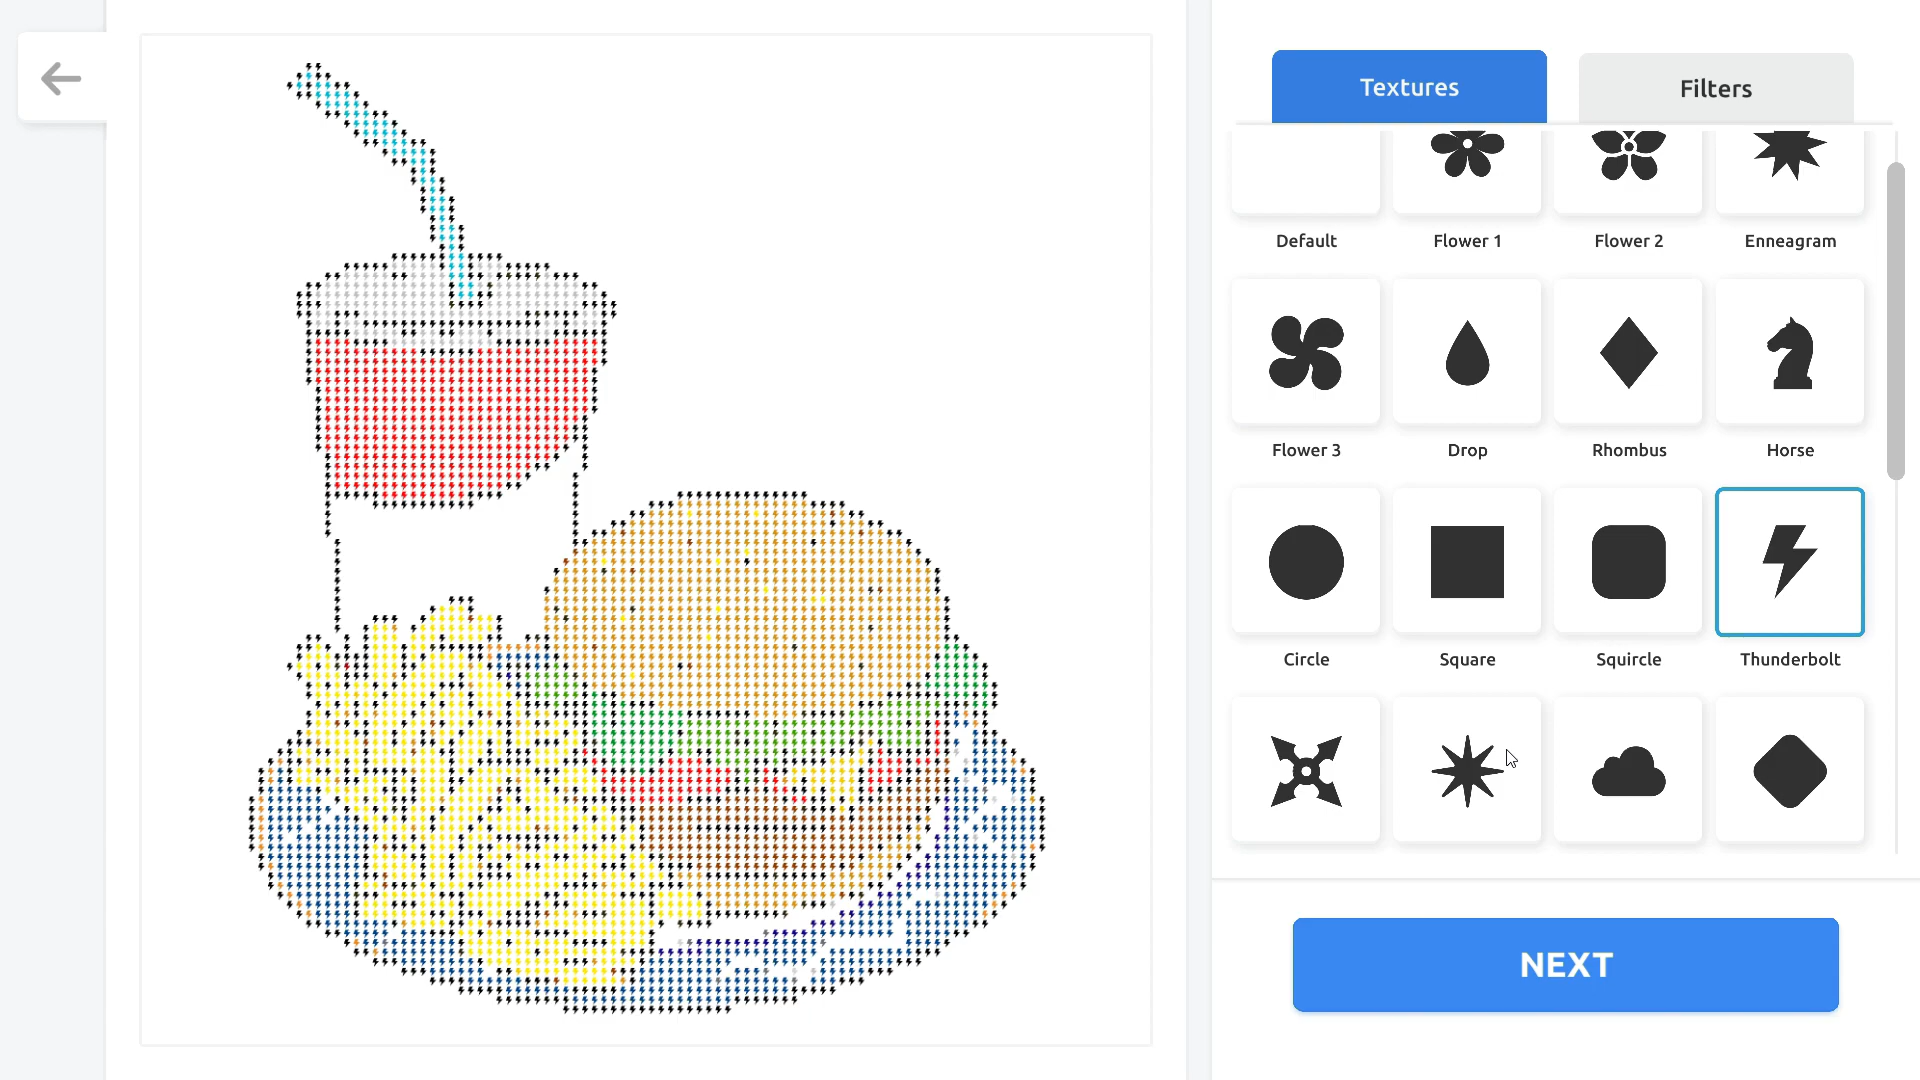 Textures
Filters
Default
Flower 1
Flower 2
Enneagram
Flower 3
Drop
Rhombus
Horse
Circle
Square
Squircle
Thunderbolt
NEXT